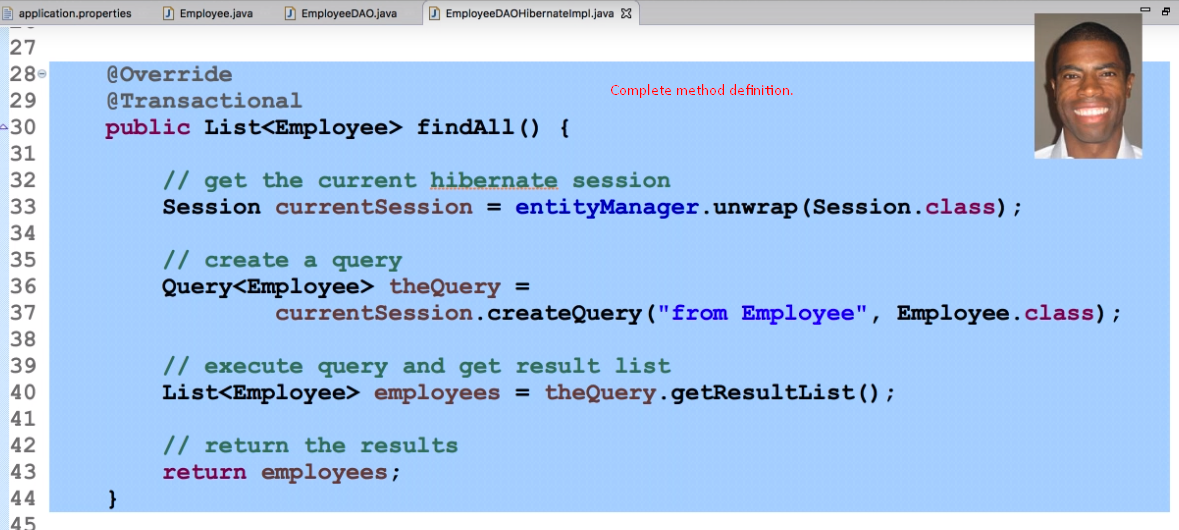 application.properties Employee.java EmployeeDAO.java EmployeeDAOHibernateImpl.java
27
28 @Override
Complete method definition.
29 @Transactional
30 public List<Employee> findAll() {
31
32 // get the current hibernate session
33 Session currentSession = entityManager.unwrap(Session.class);
34
35 // create a query
36 Query<Employee> theQuery =
37 currentSession.createQuery("from Employee", Employee.class);
38
39 // execute query and get result list
40 List<Employee> employees = theQuery.getResultList();
41
42 // return the results
43 return employees;
44 }
45